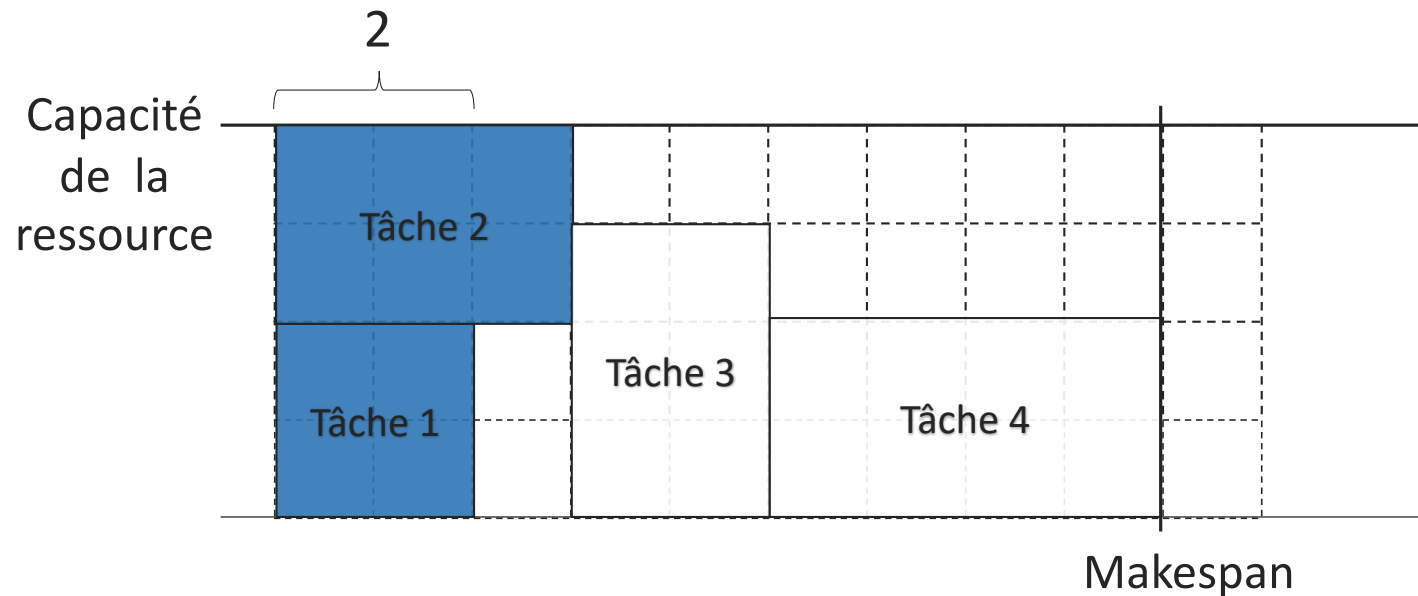 2
Capacité
de la
ressource
Tâche 2
Tâche 3
Tâche 1
Tâche 4
Makespan